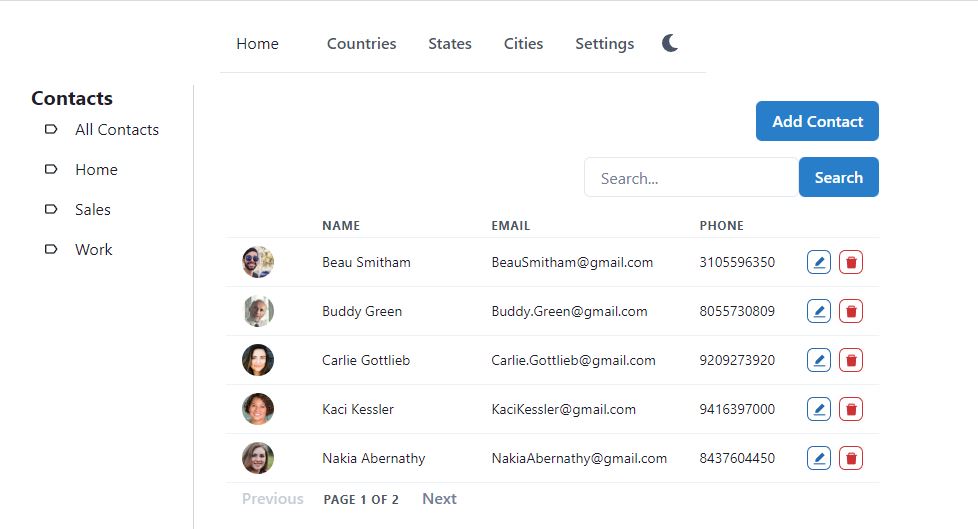 Home Countries States Cities Settings
Contacts
All Contacts
Home
Sales
Work
Add Contact
Search... Search
NAME EMAIL PHONE
Beau Smitham BeauSmitham@gmail.com 3105596350
Buddy Green Buddy.Green@gmail.com 8055730809
Carlie Gottlieb Carlie.Gottlieb@gmail.com 9209273920
Kaci Kessler KaciKessler@gmail.com 9416397000
Nakia Abernathy NakiaAbernathy@gmail.com 8437604450
Previous PAGE 1 OF 2 Next